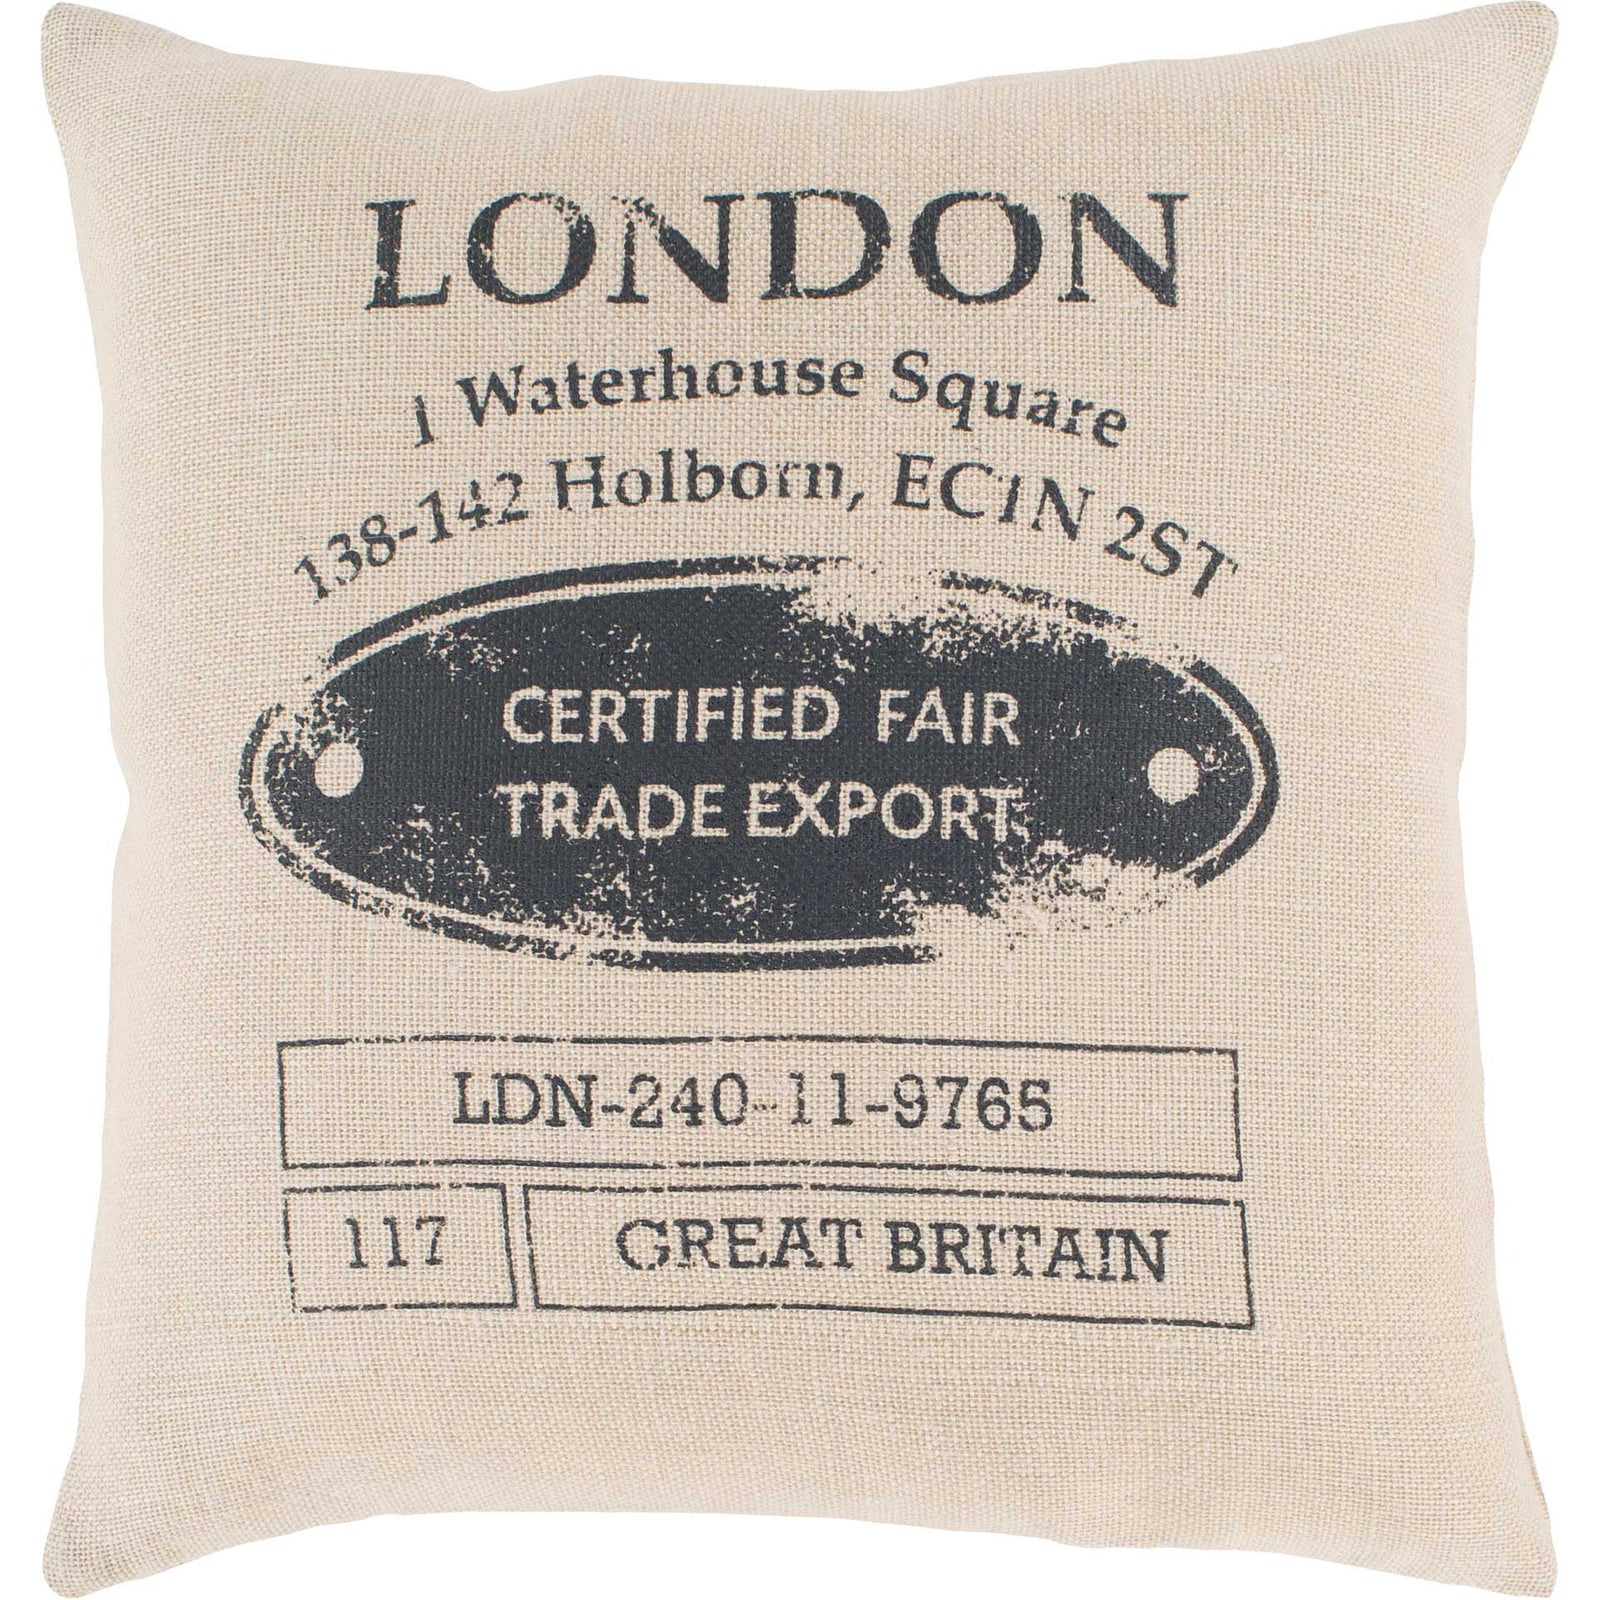 LONDON
1 Waterhouse Square
138-142 Holborn, EC1N 2ST
CERTIFIED FAIR
TRADE EXPORT
LDN-240-11-9765
117
GREAT BRITAIN